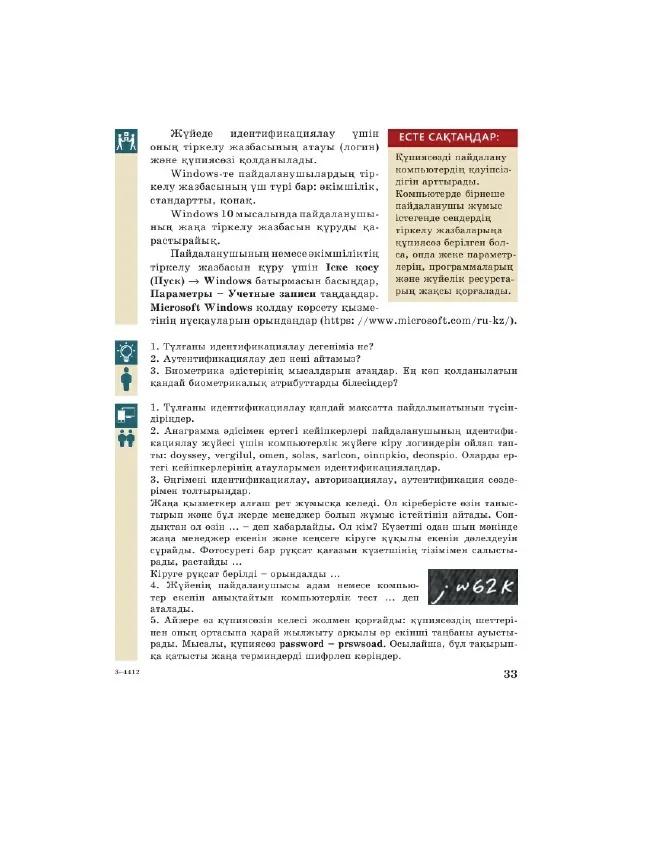 Жүйеде идентификациялау үшін
оның тіркелу жазбасының атауы (логин)
және құпиясөзі қолданылады.
Windows-те пайдаланушылардың тір-
келу жазбасының үш түрі бар: әкімшілік,
стандартты, қонақ.
Windows 10 мысалында пайдаланушы-
ның жаңа тіркелу жазбасын құруды қа-
растырайық.
Пайдаланушының немесе әкімшіліктің
тіркелу жазбасын құру үшін Іске қосу
(Пуск) → Windows батырмасын басыңдар,
Параметры – Учетные записи таңдаңдар.
Microsoft Windows қолдау көрсету қызме-
тінің нұсқауларын орындаңдар (https: //www.microsoft.com/ru-kz/).
ЕСТЕ САҚТАҢДАР:
Құпиясөзді пайдалану
компьютердің қауіпсіз-
дігін арттырады.
Компьютерде бірнеше
пайдаланушы жұмыс
істегенде сендердің
тіркелу жазбаларыңа
құпиясөз берілген бол-
са, онда жеке параметр-
лерің, программаларың
және жүйелік ресурста-
рың жақсы қорғалады.
1. Тұлғаны идентификациялау дегеніміз не?
2. Аутентификациялау деп нені айтамыз?
3. Биометрика әдістерінің мысалдарын атаңдар. Ең көп қолданылатын
қандай биометрикалық атрибуттарды білесіңдер?
1. Тұлғаны идентификациялау қандай мақсатта пайдалынатынын түсін-
діріңдер.
2. Анаграмма әдісімен ертегі кейіпкерлері пайдаланушының идентифи-
кациялау жүйесі үшін компьютерлік жүйеге кіру логиндерін ойлап тап-
ты: doyssey, vergilul, omen, solas, sarlcon, oinnpkio, deonspio. Оларды ер-
тегі кейіпкерлерінің атауларымен идентификациялаңдар.
3. Әңгімені идентификациялау, авторизациялау, аутентификация сөзде-
рімен толтырыңдар.
Жаңа қызметкер алғаш рет жұмысқа келеді. Ол кіреберісте өзін таныс-
тырып және бұл жерде менеджер болып жұмыс істейтінін айтады. Сон-
дықтан ол өзін ... – деп хабарлайды. Ол кім? Күзетші одан шын мәнінде
жаңа менеджер екенін және кеңсеге кіруге құқылы екенін дәлелдеуін
сұрайды. Фотосуреті бар рұқсат қағазын күзетшінің тізімімен салысты-
рады, растайды ...
Кіруге рұқсат берілді – орындалды ...
4. Жүйенің пайдаланушысы адам немесе компью-
тер екенін анықтайтын компьютерлік тест ... деп
аталады.
j w62K
5. Айзере өз құпиясөзін келесі жолмен қорғайды: құпиясөздің шеттері-
нен оның ортасына қарай жылжыту арқылы әр екінші таңбаны ауысты-
рады. Мысалы, құпиясөз password – prswsoad. Осылайша, бұл тақырып-
қа қатысты жаңа терминдерді шифрлеп көріңдер.
3–4412
33